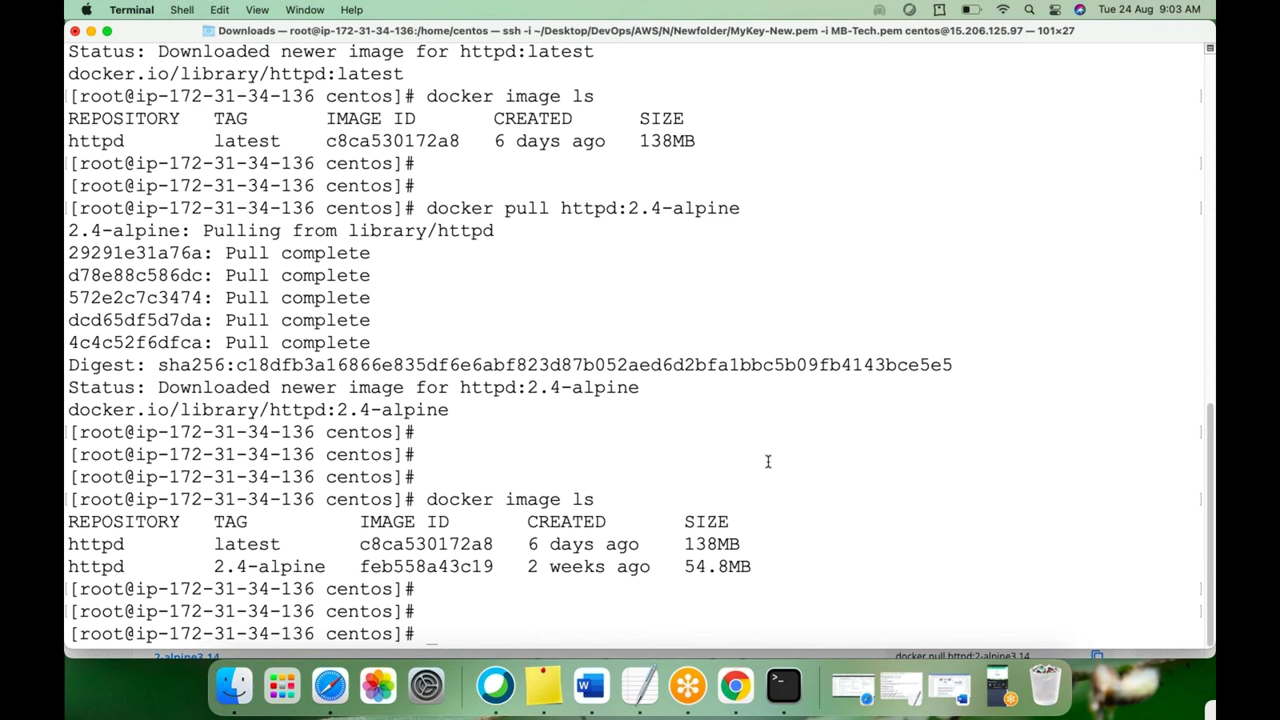 Terminal Shell Edit View Window Help Tue 24 Aug 9:03 AM
Downloads — root@ip-172-31-34-136:/home/centos — ssh -i ~/Desktop/DevOps/AWS/N/Newfolder/MyKey-New.pem -i MB-Tech.pem centos@15.206.125.97 — 101×27
Status: Downloaded newer image for httpd:latest
docker.io/library/httpd:latest
[root@ip-172-31-34-136 centos]# docker image ls
REPOSITORY TAG IMAGE ID CREATED SIZE
httpd latest c8ca530172a8 6 days ago 138MB
[root@ip-172-31-34-136 centos]#
[root@ip-172-31-34-136 centos]#
[root@ip-172-31-34-136 centos]# docker pull httpd:2.4-alpine
2.4-alpine: Pulling from library/httpd
29291e31a76a: Pull complete
d78e88c586dc: Pull complete
572e2c7c3474: Pull complete
dcd65df5d7da: Pull complete
4c4c52f6dfca: Pull complete
Digest: sha256:c18dfb3a16866e835df6e6abf823d87b052aed6d2bfa1bbc5b09fb4143bce5e5
Status: Downloaded newer image for httpd:2.4-alpine
docker.io/library/httpd:2.4-alpine
[root@ip-172-31-34-136 centos]#
[root@ip-172-31-34-136 centos]#
[root@ip-172-31-34-136 centos]#
[root@ip-172-31-34-136 centos]# docker image ls
REPOSITORY TAG IMAGE ID CREATED SIZE
httpd latest c8ca530172a8 6 days ago 138MB
httpd 2.4-alpine feb558a43c19 2 weeks ago 54.8MB
[root@ip-172-31-34-136 centos]#
[root@ip-172-31-34-136 centos]#
[root@ip-172-31-34-136 centos]#
2-alpine3.14 docker pull httpd:2-alpine3.14